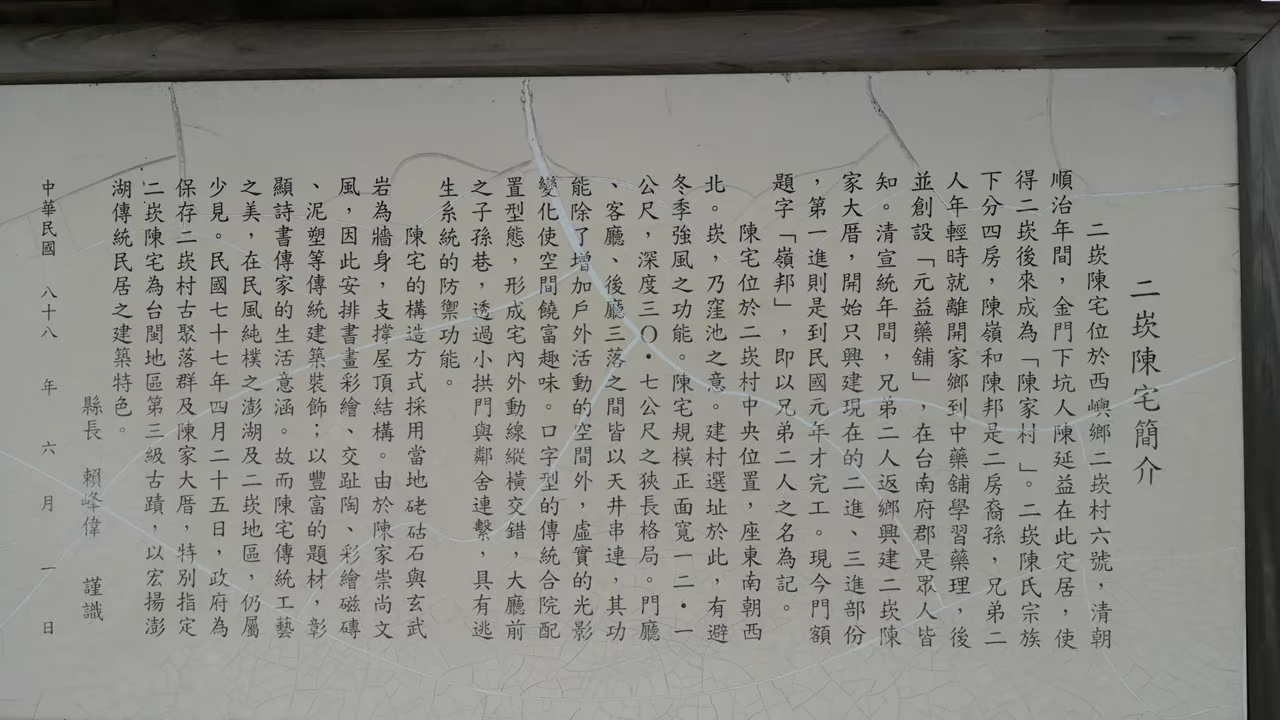 二崁陳宅簡介
二崁陳宅位於西嶼鄉二崁村六號，清朝
順治年間，金門下坑人陳延益在此定居，使
得二崁後來成為「陳家村」。二崁陳氏宗族
下分四房，陳嶺和陳邦是二房裔孫，兄弟二
人年輕時就離開家鄉到中藥舖學習藥理，後
並創設「元益藥舖」，在台南府郡是眾人皆
知。清宣統年間，兄弟二人返鄉興建二崁陳
家大厝，開始只興建現在的二進、三進部份
，第一進則是到民國元年才完工。現今門額
題字「嶺邦」，即以兄弟二人之名為記。
陳宅位於二崁村中央位置，座東南朝西
北。崁，乃窪池之意。建村選址於此，有避
冬季強風之功能。陳宅規模正面寬一二·一
公尺，深度三〇·七公尺之狹長格局。門廳
、客廳、後廳三落之間皆以天井串連，其功
能除了增加戶外活動的空間外，虛實的光影
變化使空間饒富趣味。口字型的傳統合院配
置型態，形成宅內外動線縱橫交錯，大廳前
之子孫巷，透過小拱門與鄰舍連繫，具有逃
生系統的防禦功能。
陳宅的構造方式採用當地硓𥑮石與玄武
岩為牆身，支撐屋頂結構。由於陳家崇尚文
風，因此安排書畫彩繪、交趾陶、彩繪磁磚
、泥塑等傳統建築裝飾；以豐富的題材，彰
顯詩書傳家的生活意涵。故而陳宅傳統工藝
之美，在民風純樸之澎湖及二崁地區，仍屬
少見。民國七十七年四月二十五日，政府為
保存二崁村古聚落群及陳家大厝，特別指定
二崁陳宅為台閩地區第三級古蹟，以宏揚澎
湖傳統民居之建築特色。
縣長 賴峰偉 謹識
中華民國 八十八 年 六 月 一 日